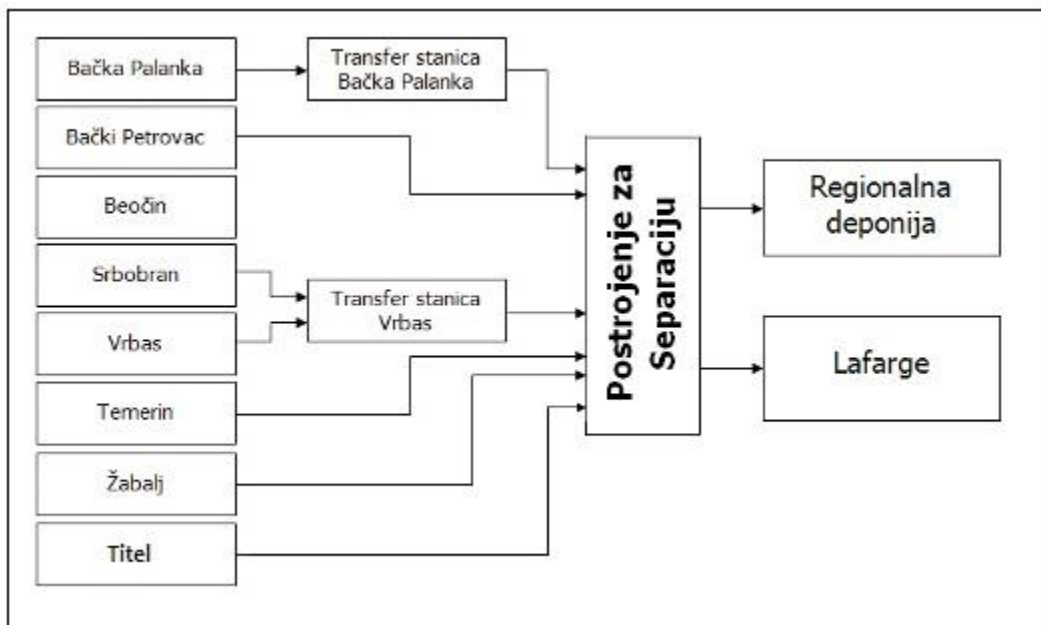 Bačka Palanka
Transfer stanica
Bačka Palanka
Bački Petrovac
Beočin
Srbobran
Transfer stanica
Vrbas
Vrbas
Temerin
Žabalj
Titel
Postrojenje za
Separaciju
Regionalna
deponija
Lafarge